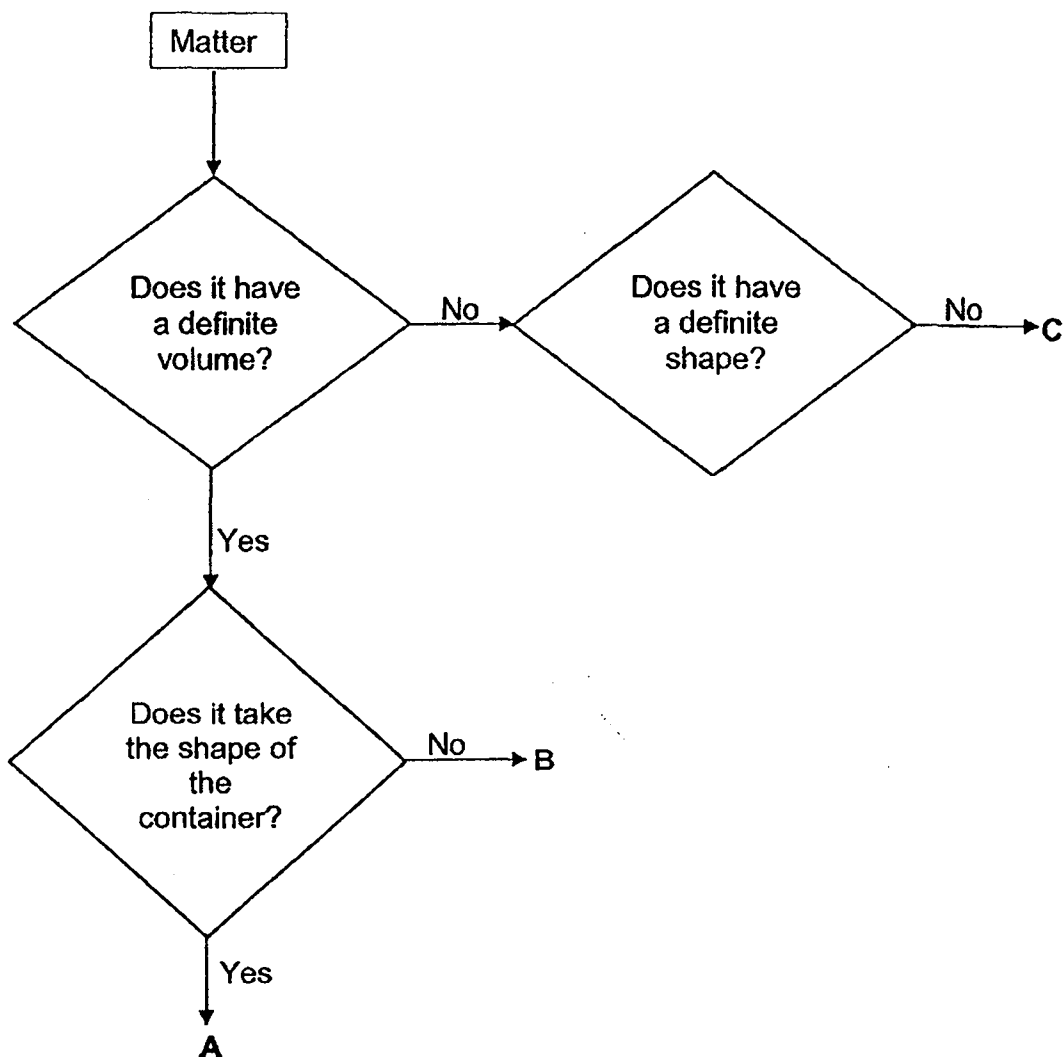 Matter
Does it have
a definite
volume?
No
Does it have
a definite
shape?
No
C
Yes
Does it take
the shape of
the
container?
No
B
Yes
A